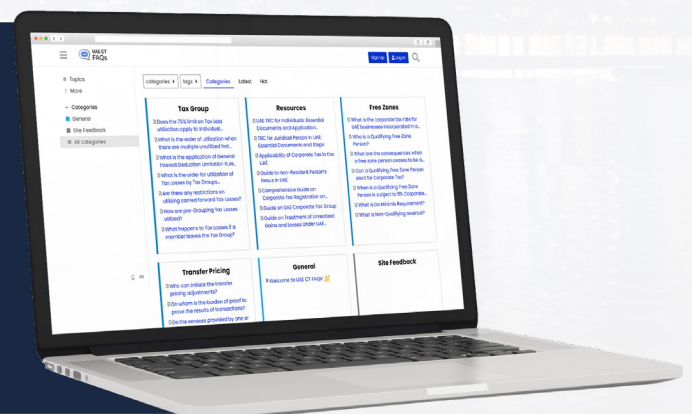 UAE CT
FAQs
Sign Up
Log In
Topics
More
Categories
General
Site Feedback
All categories
categories
tags
Categories
Latest
Hot
Tax Group
Does the 75% limit on Tax Loss
utilization apply to individual...
What is the order of utilization when
there are multiple unutilized Net...
What is the application of General
Interest Deduction Limitation Rule...
What is the order for utilization of
Tax Losses by Tax Groups...
Are there any restrictions on
utilizing carried forward Tax Losses?
How are pre-Grouping Tax Losses
utilized?
What happens to Tax Losses if a
member leaves the Tax Group?
Resources
UAE TRC for Individuals: Essential
Documents and Application...
TRC for Juridical Person in UAE:
Essential Documents and Steps
Applicability of Corporate Tax in the
UAE
Guide to Non-Resident Person's
Nexus in UAE
Comprehensive Guide on
Corporate Tax Registration on...
Guide on UAE Corporate Tax Group
Guide on Treatment of Unrealized
Gains and Losses Under UAE...
Free Zones
What is the corporate tax rate for
UAE businesses incorporated in a...
Who is a Qualifying Free Zone
Person?
What are the consequences when
a free zone person ceases to be a...
Can a Qualifying Free Zone Person
elect for Corporate Tax?
When is a Qualifying Free Zone
Person is subject to 9% Corporate...
What is De Minimis Requirement?
What is Non-Qualifying revenue?
Transfer Pricing
Who can initiate the transfer
pricing adjustments?
On whom is the burden of proof to
prove the results of transactions?
Do the services provided by one or
General
Welcome to UAE CT FAQs!
Site Feedback